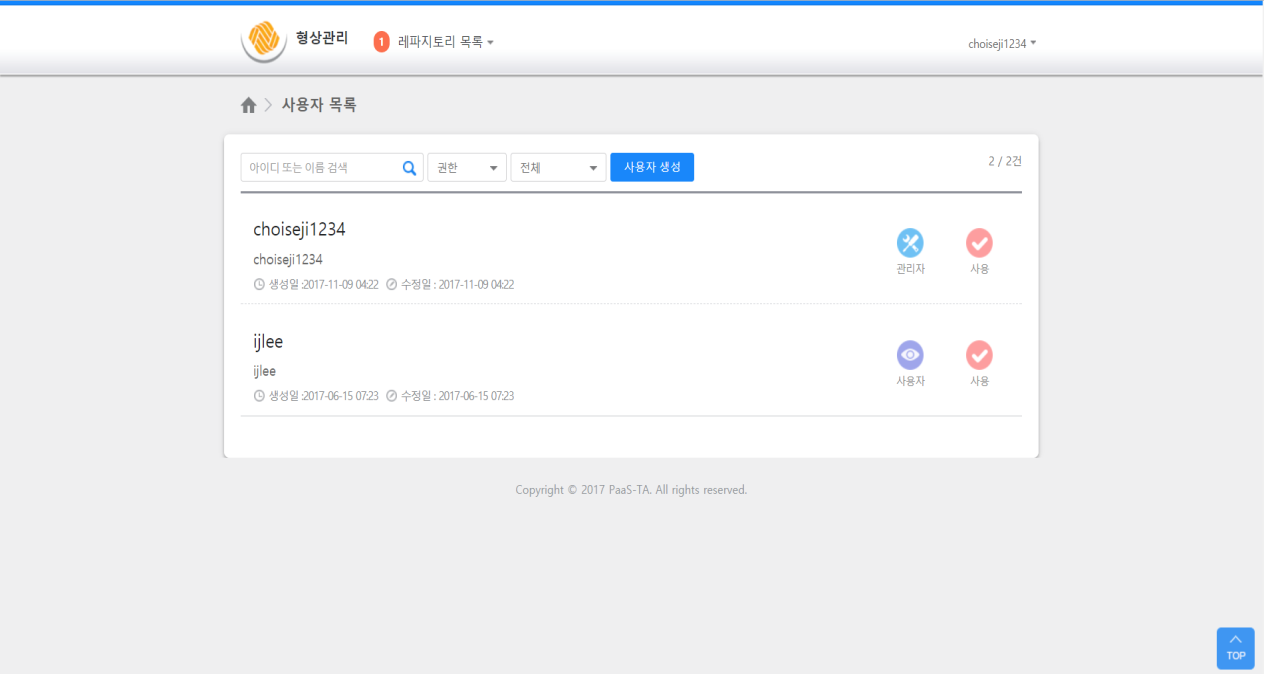 형상관리
1 레파지토리 목록
choiseji1234
사용자 목록
아이디 또는 이름 검색
권한
전체
사용자 생성
2 / 2건
choiseji1234
choiseji1234
생성일 :2017-11-09 04:22 수정일 : 2017-11-09 04:22
관리자
사용
ijlee
ijlee
생성일 :2017-06-15 07:23 수정일 : 2017-06-15 07:23
사용자
사용
Copyright © 2017 PaaS-TA. All rights reserved.
TOP